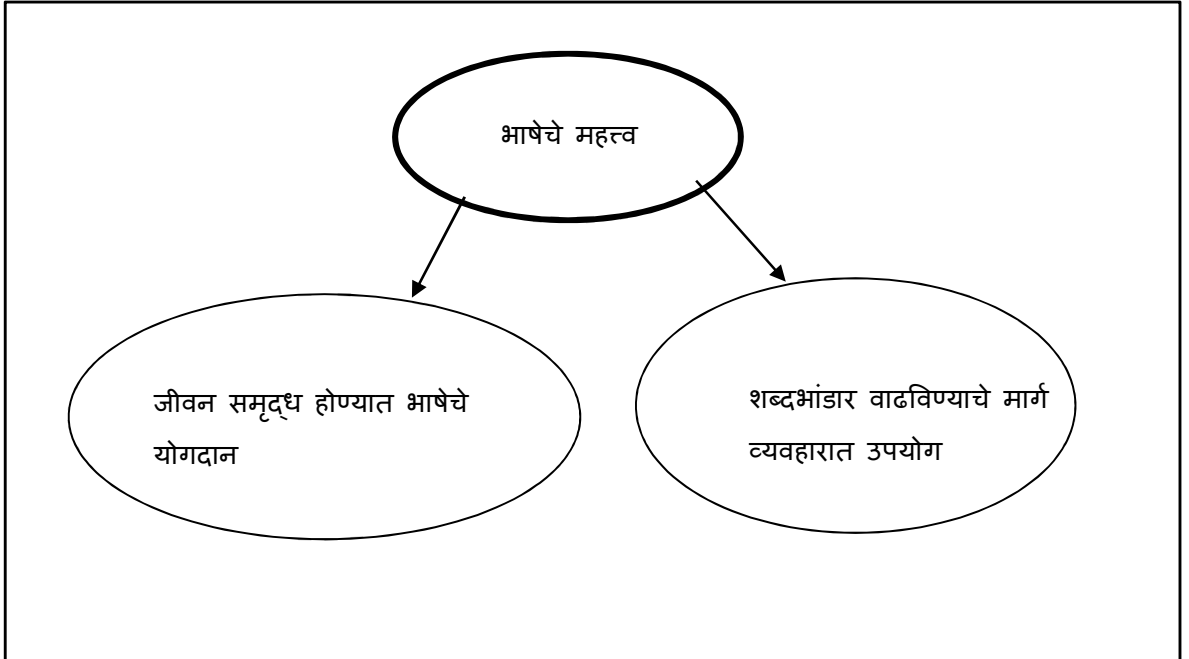 भाषेचे महत्त्व
जीवन समृद्ध होण्यात भाषेचे
योगदान
शब्दभांडार वाढविण्याचे मार्ग
व्यवहारात उपयोग